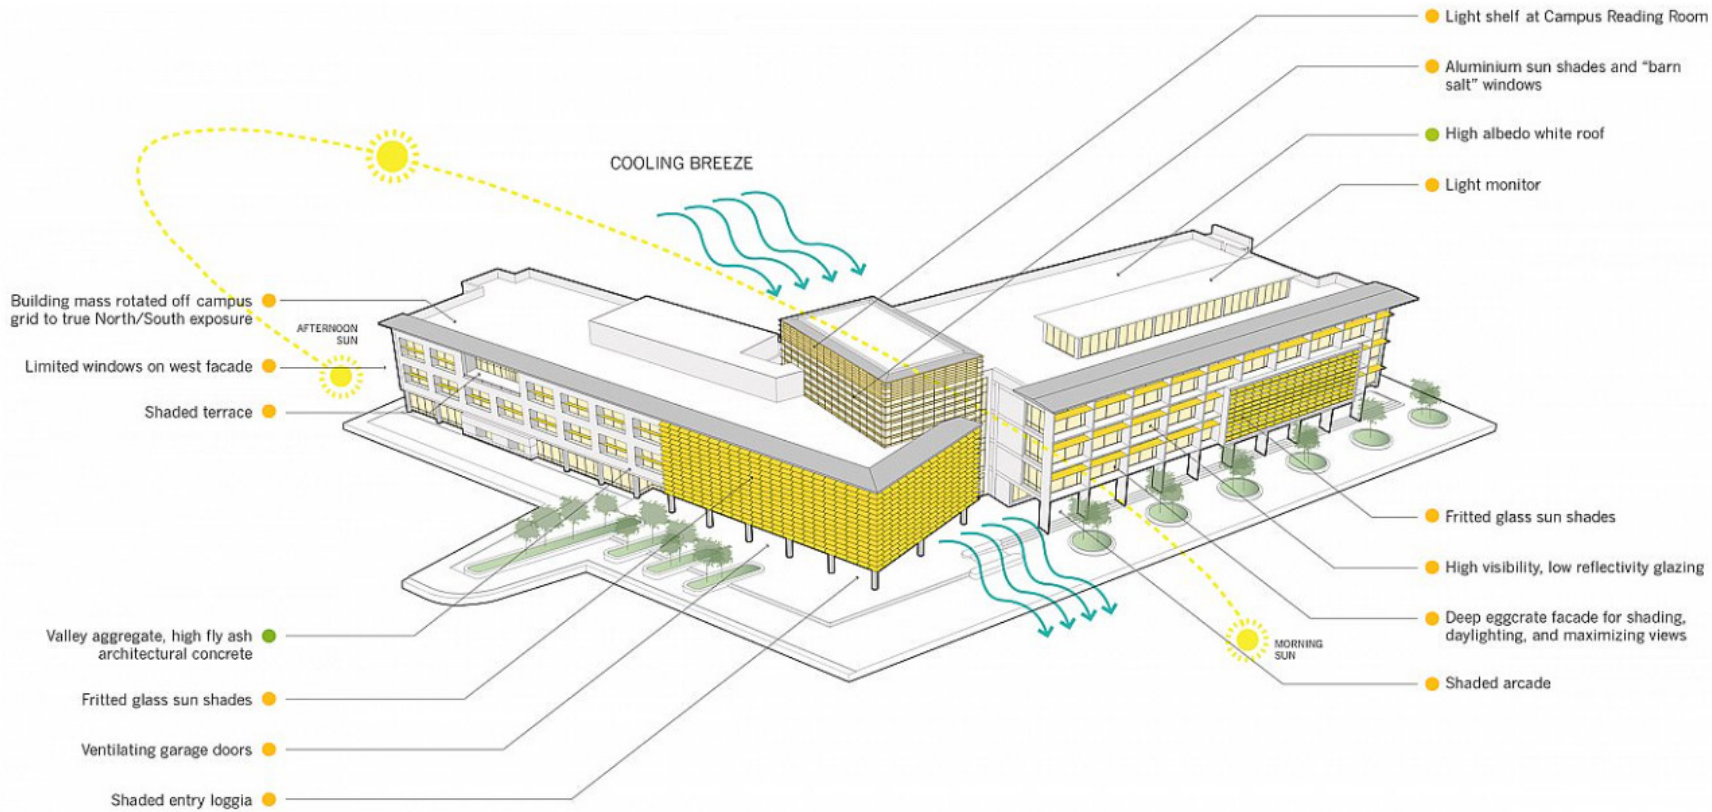 Light shelf at Campus Reading Room
Aluminium sun shades and “barn
salt” windows
High albedo white roof
Light monitor
COOLING BREEZE
Building mass rotated off campus
grid to true North/South exposure
AFTERNOON
SUN
Limited windows on west facade
Shaded terrace
Valley aggregate, high fly ash
architectural concrete
Fritted glass sun shades
Ventilating garage doors
Shaded entry loggia
Fritted glass sun shades
High visibility, low reflectivity glazing
Deep eggcrate facade for shading,
daylighting, and maximizing views
MORNING
SUN
Shaded arcade